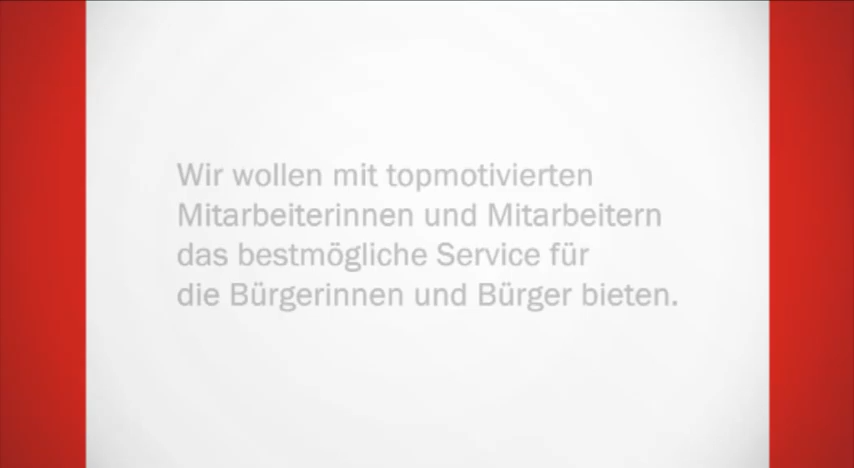 Wir wollen mit topmotivierten
Mitarbeiterinnen und Mitarbeitern
das bestmögliche Service für
die Bürgerinnen und Bürger bieten.